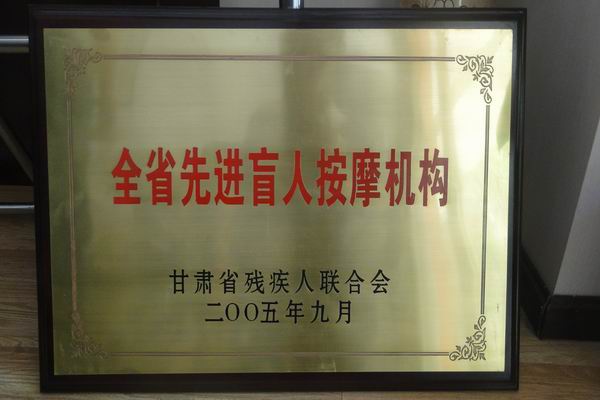 全省先进盲人按摩机构
甘肃省残疾人联合会
二OO五年九月